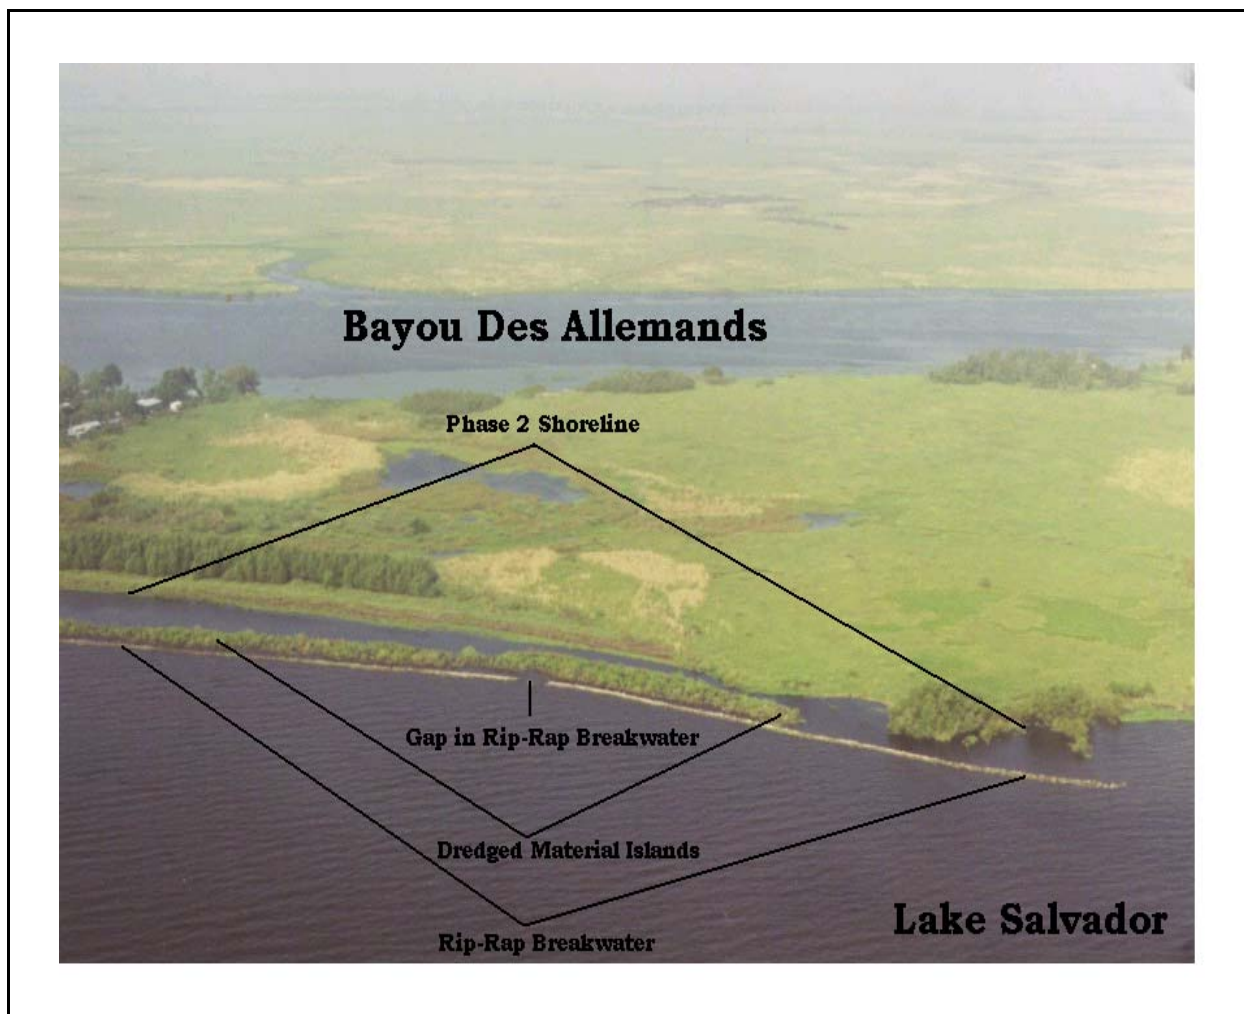 Bayou Des Allemands
Phase 2 Shoreline
Gap in Rip-Rap Breakwater
Dredged Material Islands
Lake Salvador
Rip-Rap Breakwater